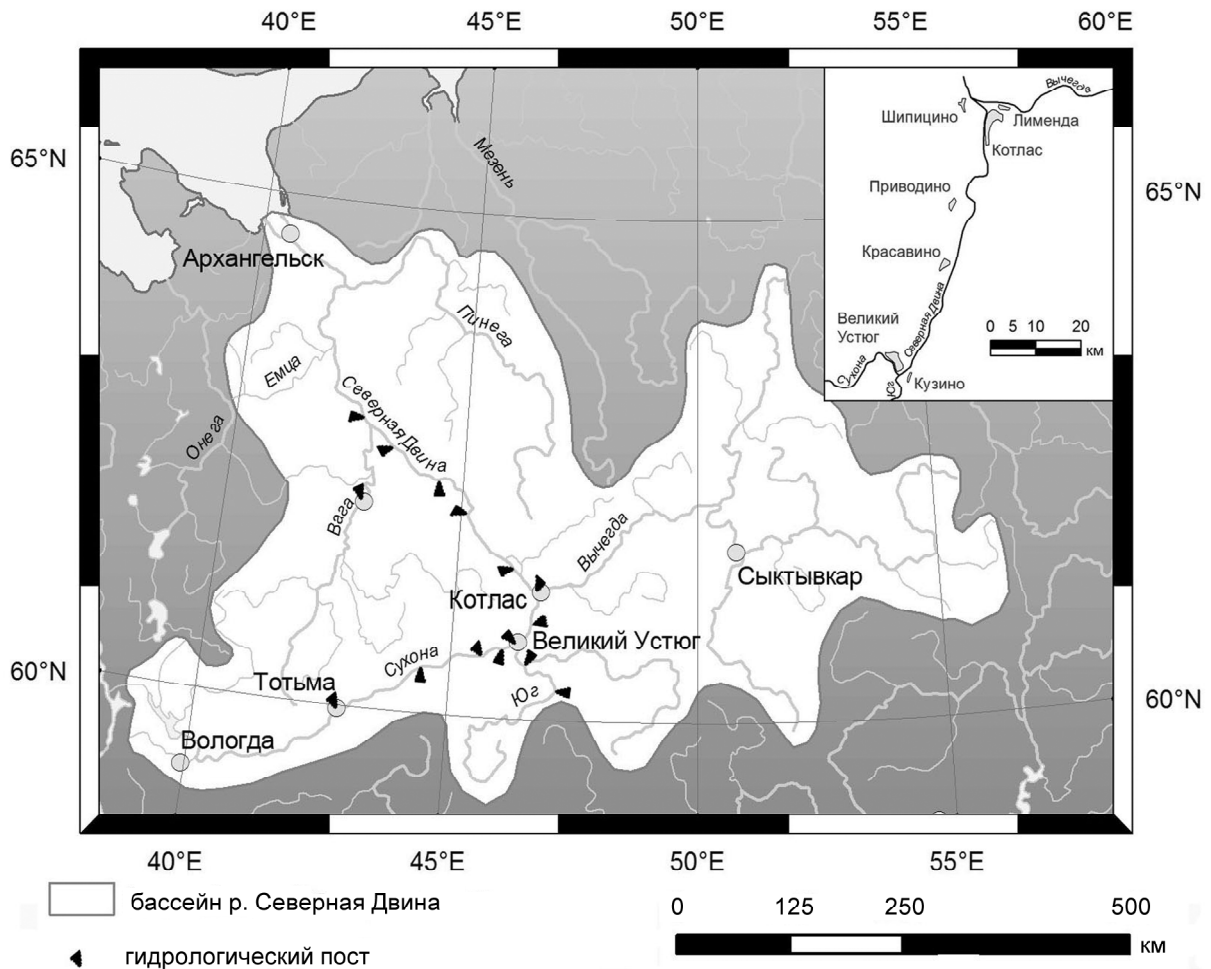 40°E 45°E 50°E 55°E 60°E
65°N
65°N
60°N
60°N
Мезень
Архангельск
Пинега
Емца
Северная Двина
Онега
Вага
Вычегда
Сыктывкар
Котлас
Великий Устюг
Сухона
Тотьма
Юг
Вологда
Вычегда
Шипицино
Лименда
Котлас
Приводино
Красавино
Северная Двина
Великий
Устюг
0 5 10 20
км
Сухона
Юг
Кузино
40°E 45°E 50°E 55°E
бассейн р. Северная Двина
гидрологический пост
0 125 250 500
км